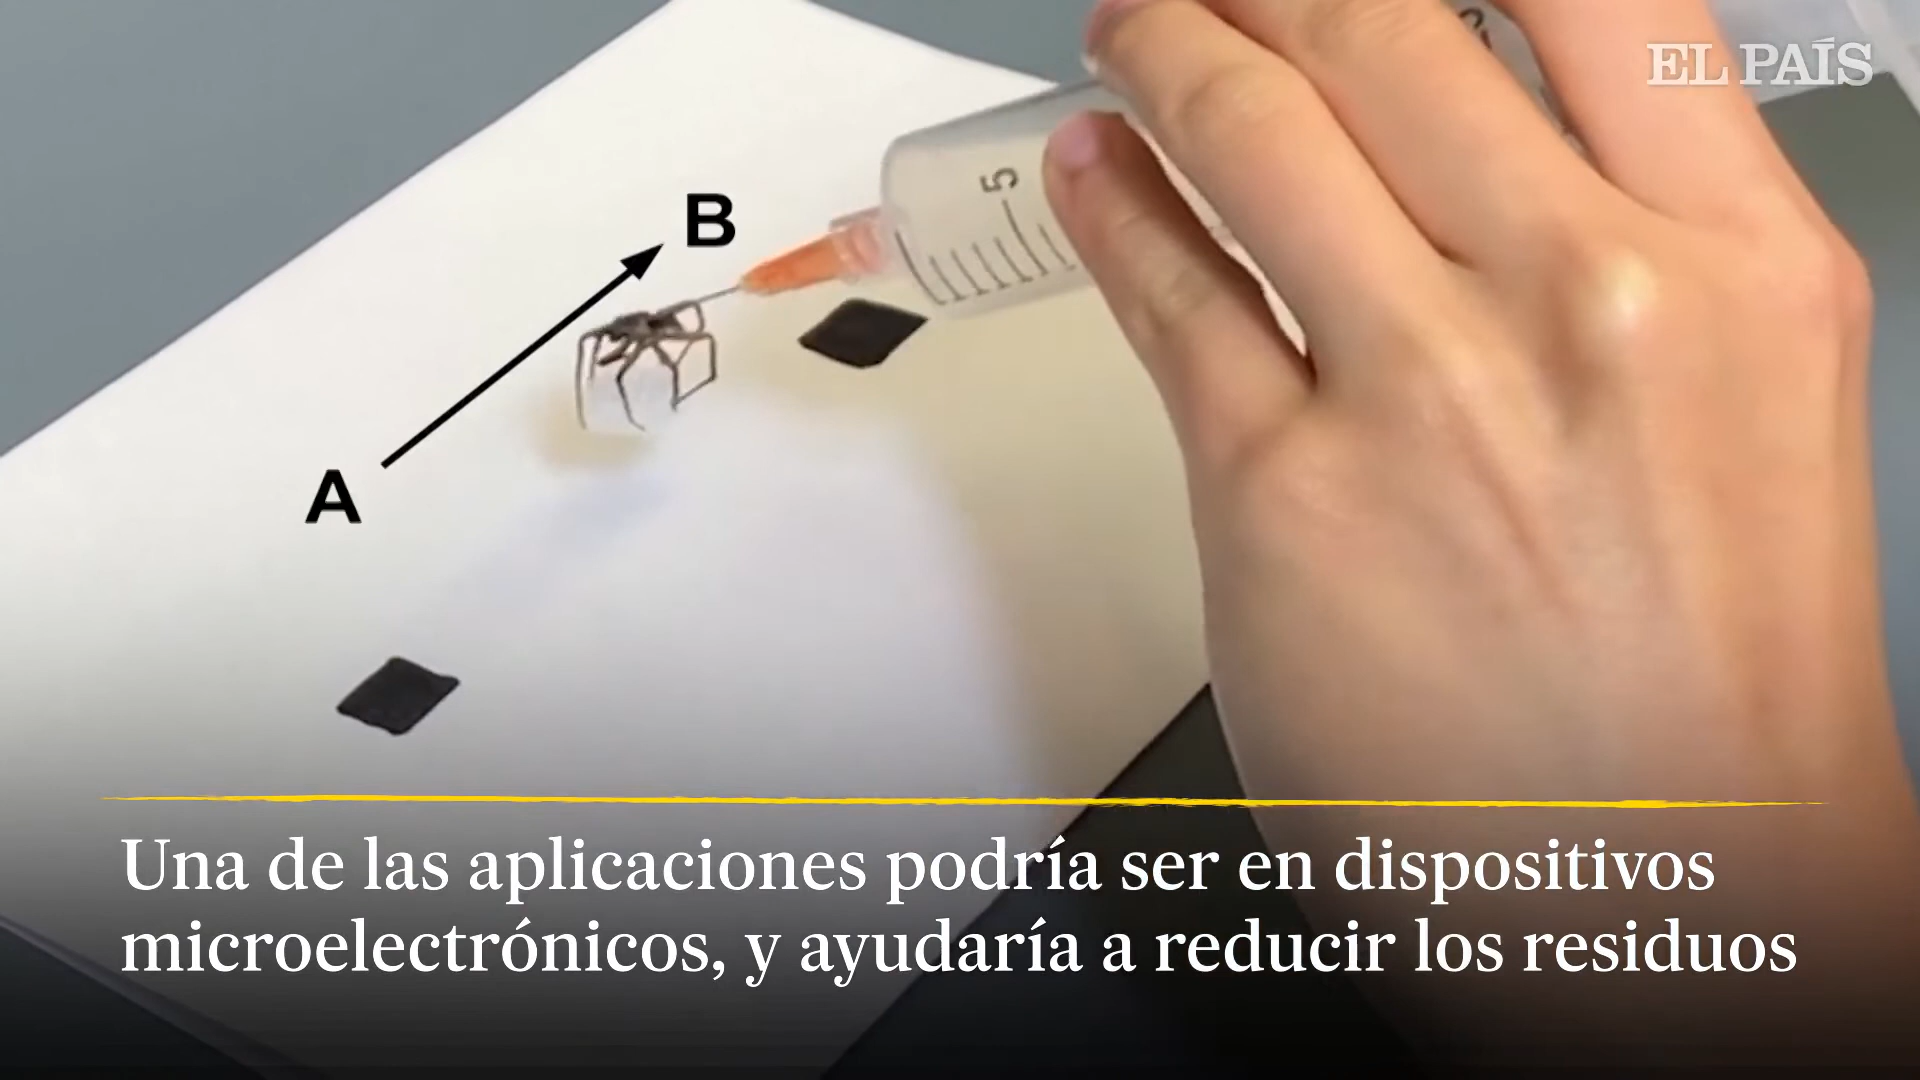 EL PAÍS
5
B
A
Una de las aplicaciones podría ser en dispositivos
microelectrónicos, y ayudaría a reducir los residuos